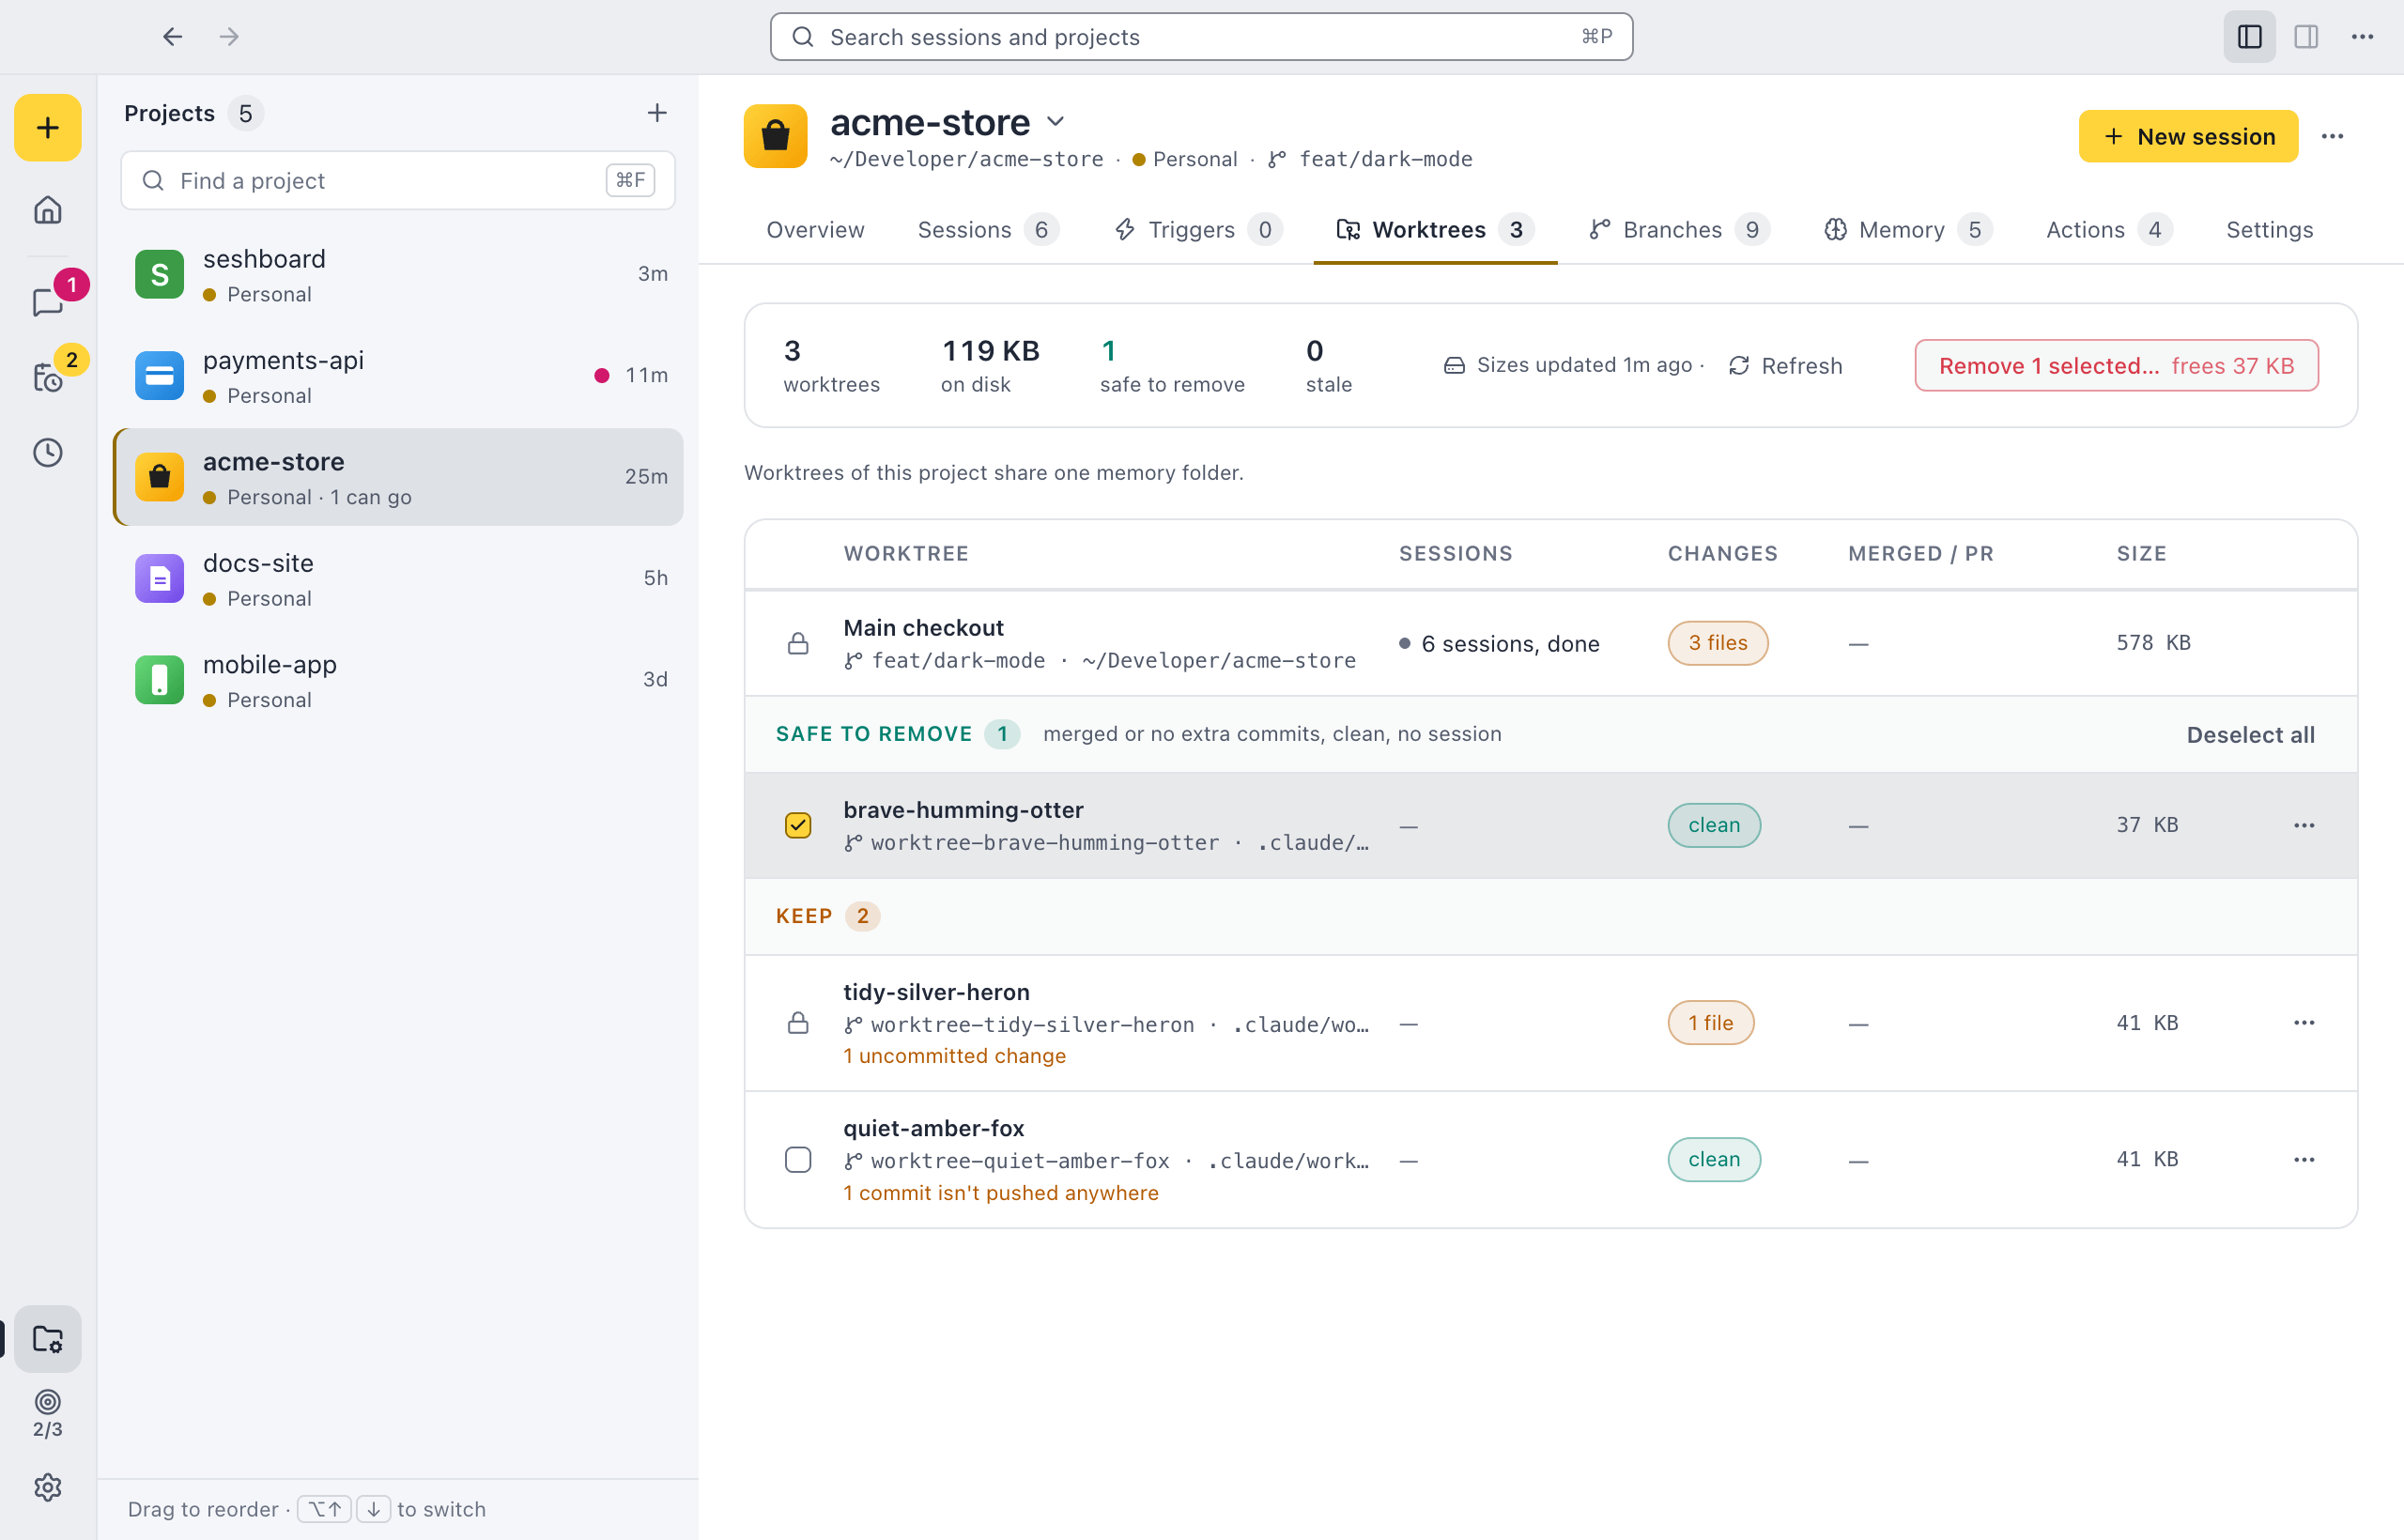 Search sessions and projects ⌘P
Projects 5
Find a project ⌘F
S seshboard 3m
Personal
payments-api 11m
Personal
acme-store 25m
Personal · 1 can go
docs-site 5h
Personal
mobile-app 3d
Personal
1
2
2/3
Drag to reorder · ⌥↑ ↓ to switch
acme-store
~/Developer/acme-store · Personal · feat/dark-mode
+ New session
Overview Sessions 6 Triggers 0 Worktrees 3 Branches 9 Memory 5 Actions 4 Settings
3 119 KB 1 0
worktrees on disk safe to remove stale
Sizes updated 1m ago · Refresh
Remove 1 selected… frees 37 KB
Worktrees of this project share one memory folder.
WORKTREE SESSIONS CHANGES MERGED / PR SIZE
Main checkout
feat/dark-mode · ~/Developer/acme-store
6 sessions, done 3 files — 578 KB
SAFE TO REMOVE 1 merged or no extra commits, clean, no session Deselect all
brave-humming-otter
worktree-brave-humming-otter · .claude/…
— clean — 37 KB
KEEP 2
tidy-silver-heron
worktree-tidy-silver-heron · .claude/wo…
1 uncommitted change
— 1 file — 41 KB
quiet-amber-fox
worktree-quiet-amber-fox · .claude/work…
1 commit isn't pushed anywhere
— clean — 41 KB